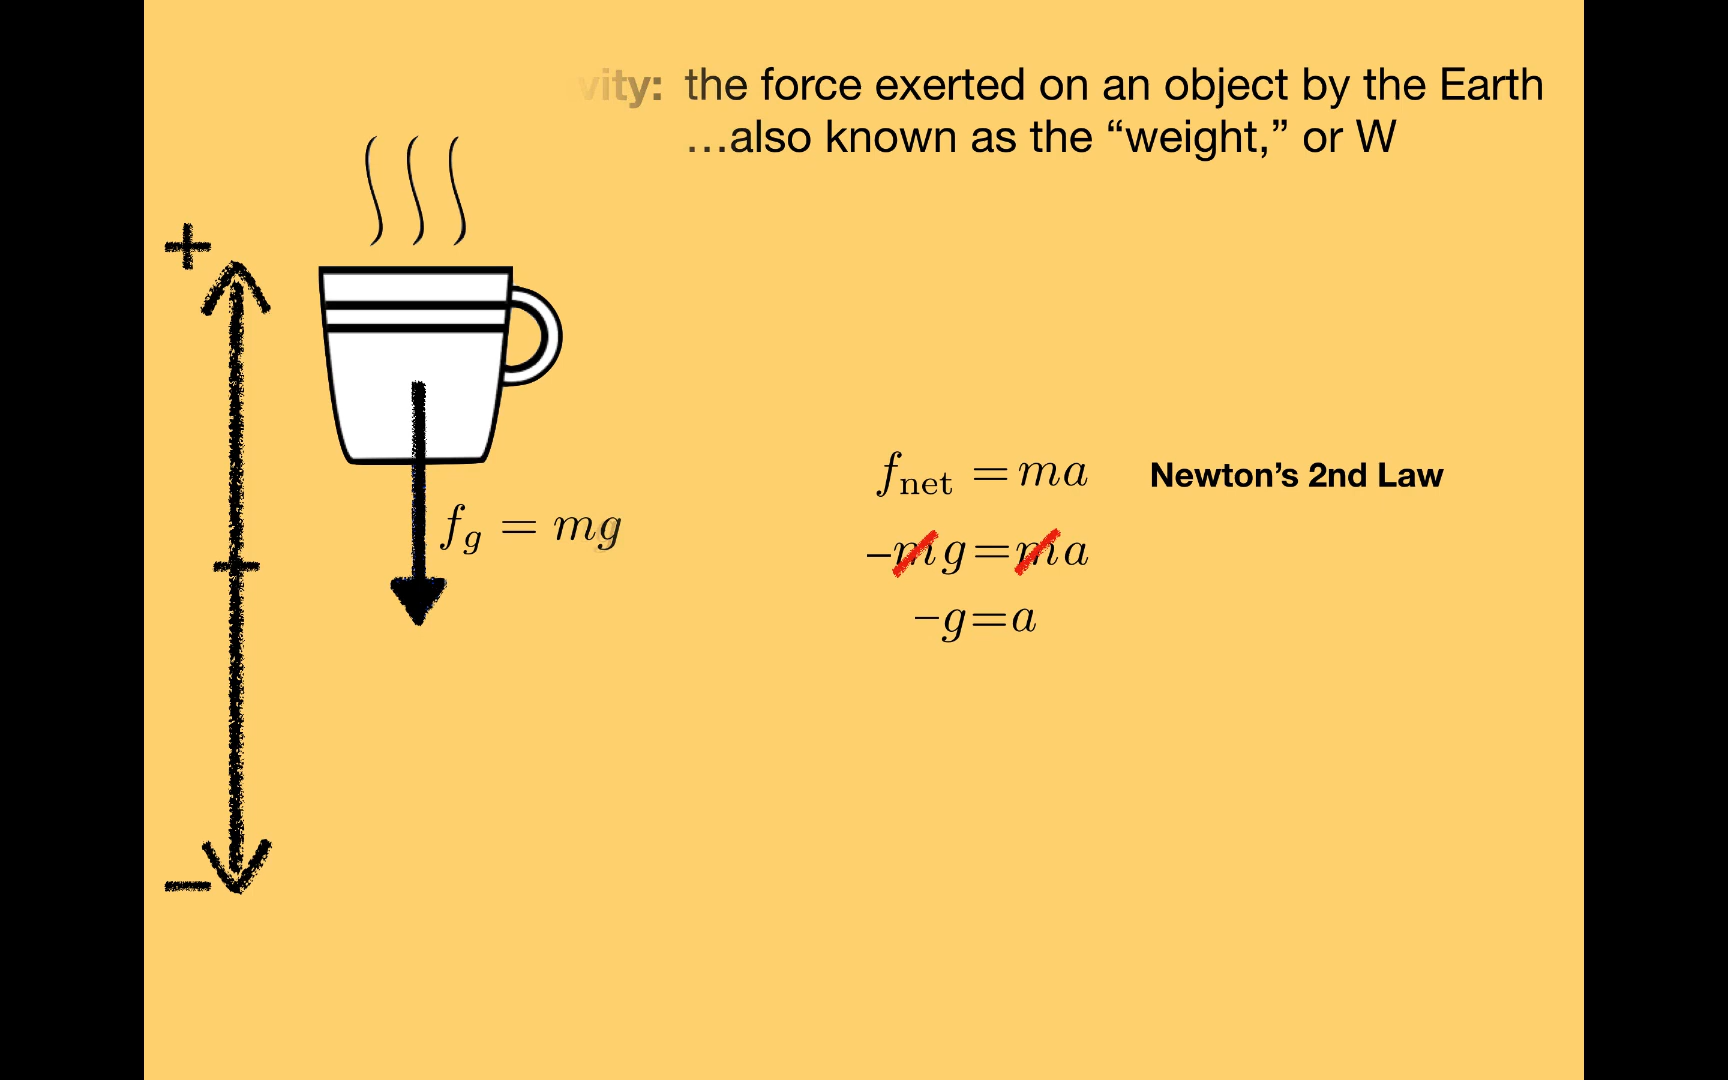 vity: the force exerted on an object by the Earth
…also known as the “weight,” or W
+
f_g = mg
f_net = ma Newton’s 2nd Law
–mg=ma
–g=a
–